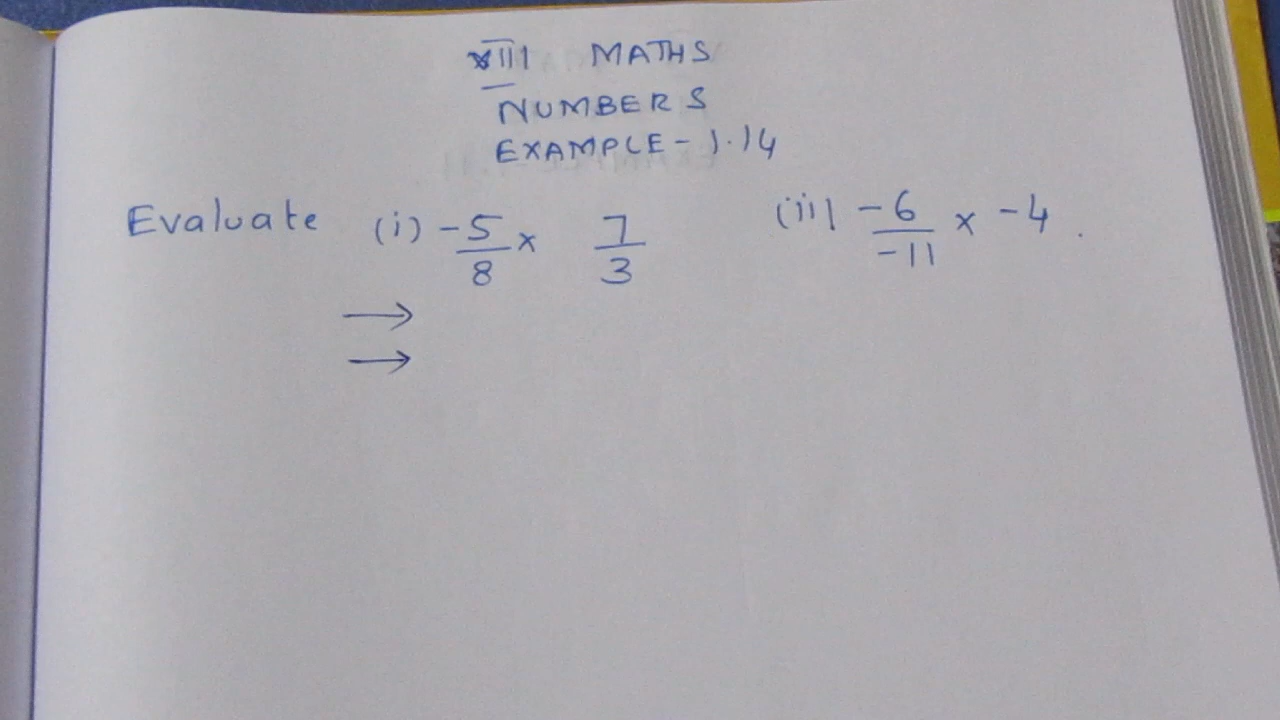 VIII MATHS
NUMBERS
EXAMPLE - 1.14
Evaluate (i) -5/8 × 7/3 (ii) -6/-11 × -4.
→
→